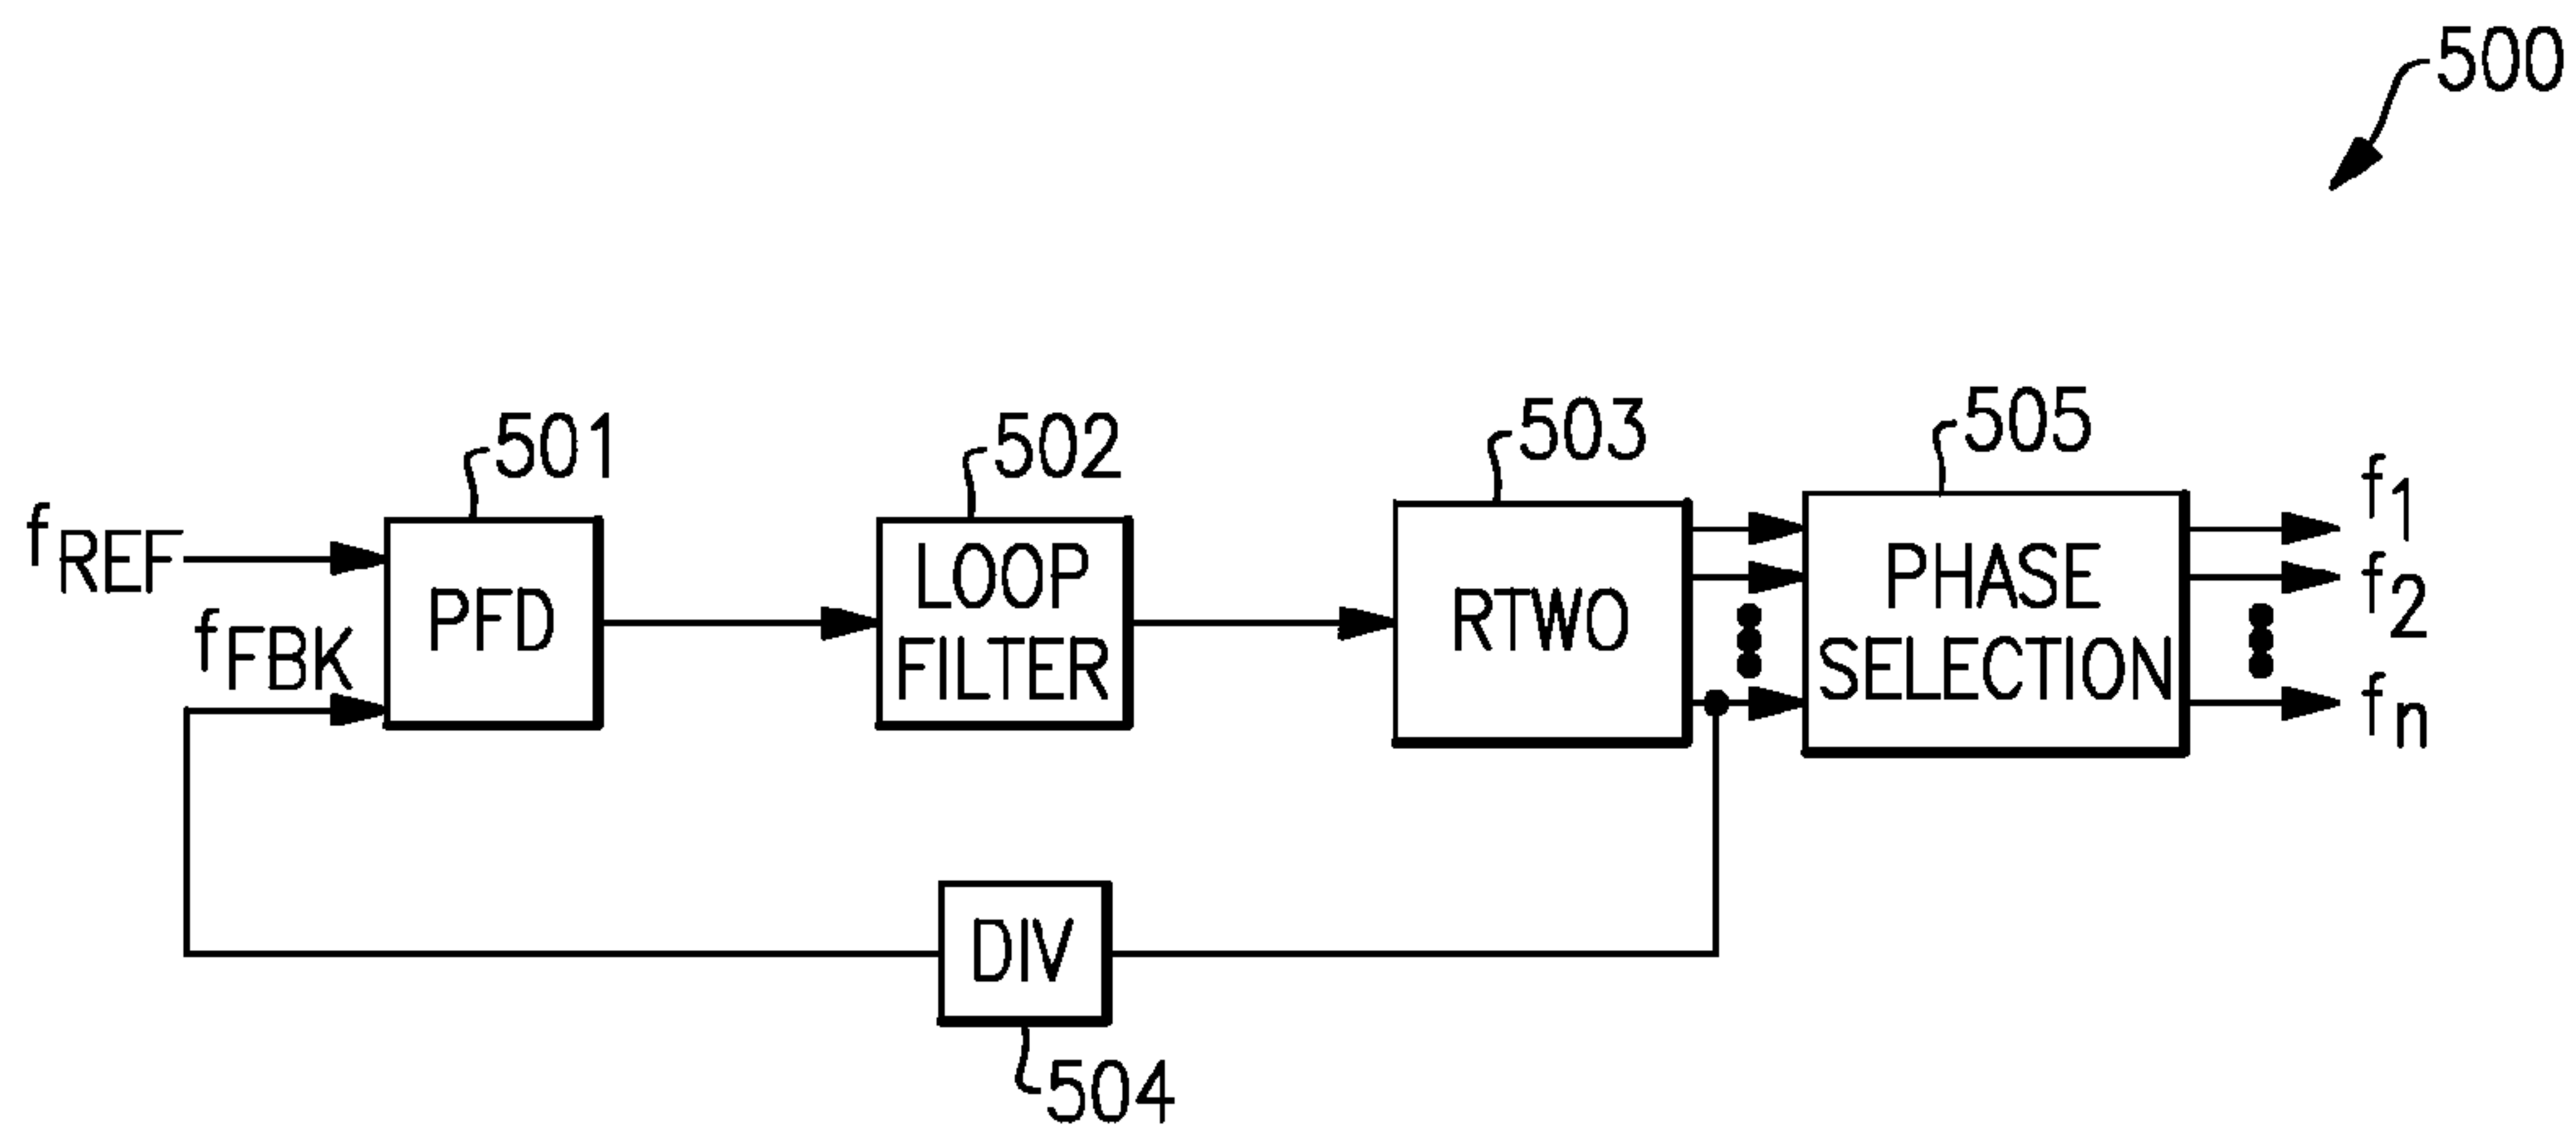 500
501
502
503
505
fREF
fFBK
PFD
LOOP
FILTER
RTWO
PHASE
SELECTION
f1
f2
fn
DIV
504